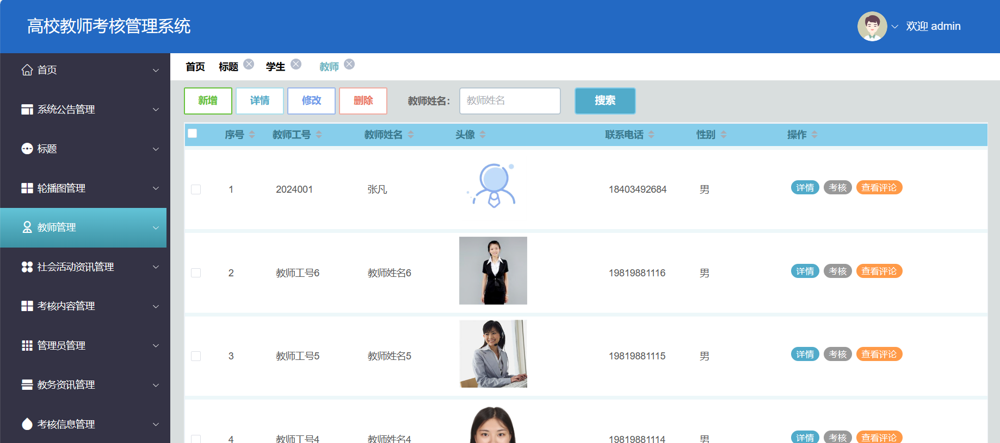 高校教师考核管理系统
欢迎 admin
首页
系统公告管理
标题
轮播图管理
教师管理
社会活动资讯管理
考核内容管理
管理员管理
教务资讯管理
考核信息管理
首页 标题 学生 教师
新增 详情 修改 删除 教师姓名： 教师姓名 搜索
序号 教师工号 教师姓名 头像 联系电话 性别 操作
1 2024001 张凡 18403492684 男 详情 考核 查看评论
2 教师工号6 教师姓名6 19819881116 男 详情 考核 查看评论
3 教师工号5 教师姓名5 19819881115 男 详情 考核 查看评论
4 教师工号4 教师姓名4 19819881114 男 详情 考核 查看评论